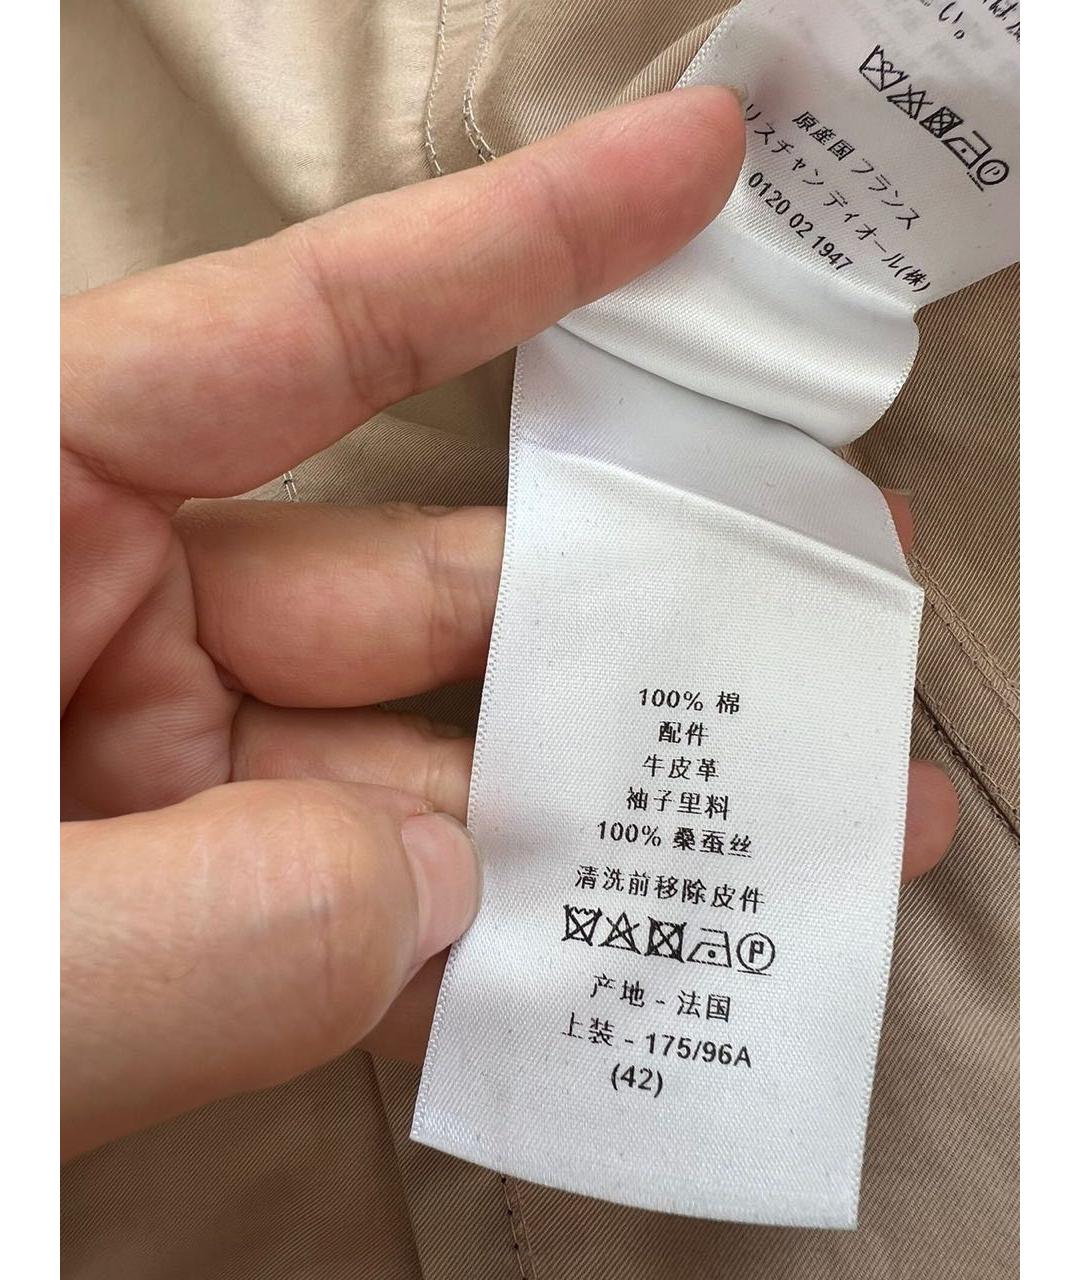 い。
原産国 フランス
リスチャン ディオール(株)
0120 02 1947
100% 棉
配件
牛皮革
袖子里料
100% 桑蚕丝
清洗前移除皮件
P
产地 - 法国
上装 - 175/96A
(42)